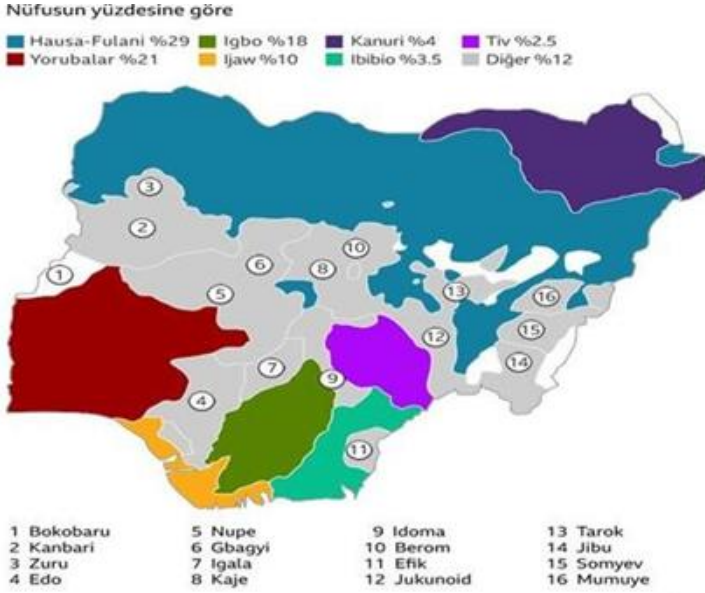 Nüfusun yüzdesine göre
Hausa-Fulani %29
Igbo %18
Kanuri %4
Tiv %2.5
Yorubalar %21
Ijaw %10
Ibibio %3.5
Diğer %12
3
2
10
1
6
8
5
13
16
12
15
14
7
9
4
11
1 Bokobaru
2 Kanbari
3 Zuru
4 Edo
5 Nupe
6 Gbagyi
7 Igala
8 Kaje
9 Idoma
10 Berom
11 Efik
12 Jukunoid
13 Tarok
14 Jibu
15 Somyev
16 Mumuye